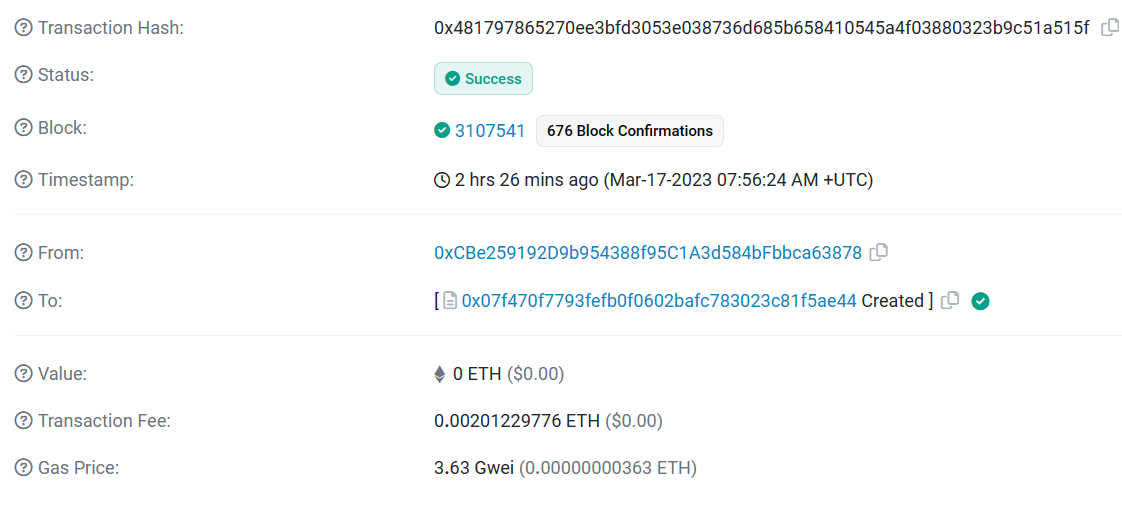 Transaction Hash: 0x481797865270ee3bfd3053e038736d685b658410545a4f03880323b9c51a515f
Status: Success
Block: 3107541 676 Block Confirmations
Timestamp: 2 hrs 26 mins ago (Mar-17-2023 07:56:24 AM +UTC)
From: 0xCBe259192D9b954388f95C1A3d584bFbbca63878
To: [ 0x07f470f7793fefb0f0602bafc783023c81f5ae44 Created ]
Value: 0 ETH ($0.00)
Transaction Fee: 0.00201229776 ETH ($0.00)
Gas Price: 3.63 Gwei (0.00000000363 ETH)